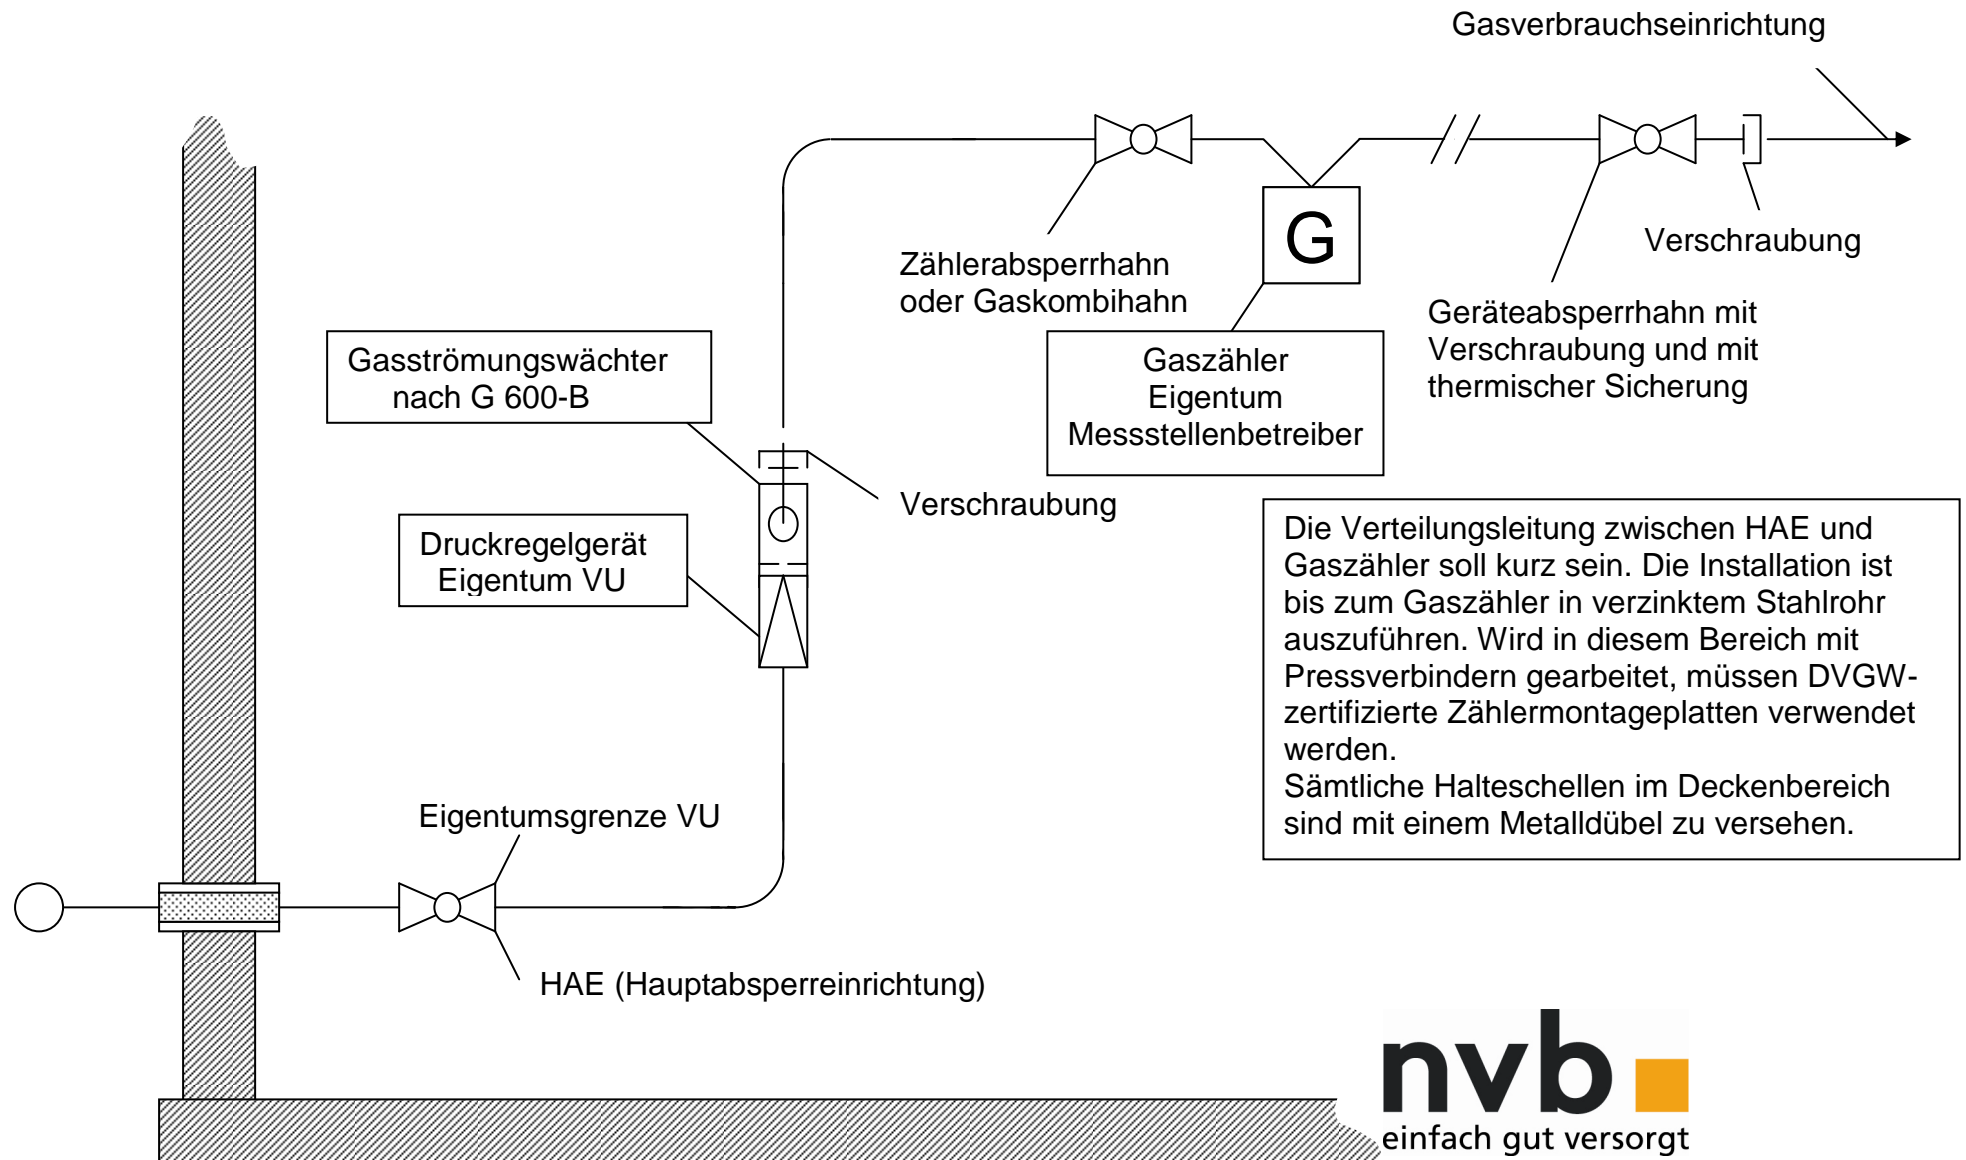 Gasverbrauchseinrichtung
Zählerabsperrhahn
oder Gaskombihahn
G
Verschraubung
Geräteabsperrhahn mit
Verschraubung und mit
thermischer Sicherung
Gasströmungswächter
nach G 600-B
Gaszähler
Eigentum
Messstellenbetreiber
Verschraubung
Druckregelgerät
Eigentum VU
Die Verteilungsleitung zwischen HAE und
Gaszähler soll kurz sein. Die Installation ist
bis zum Gaszähler in verzinktem Stahlrohr
auszuführen. Wird in diesem Bereich mit
Pressverbindern gearbeitet, müssen DVGW-
zertifizierte Zählermontageplatten verwendet
werden.
Sämtliche Halteschellen im Deckenbereich
sind mit einem Metalldübel zu versehen.
Eigentumsgrenze VU
HAE (Hauptabsperreinrichtung)
nvb
einfach gut versorgt